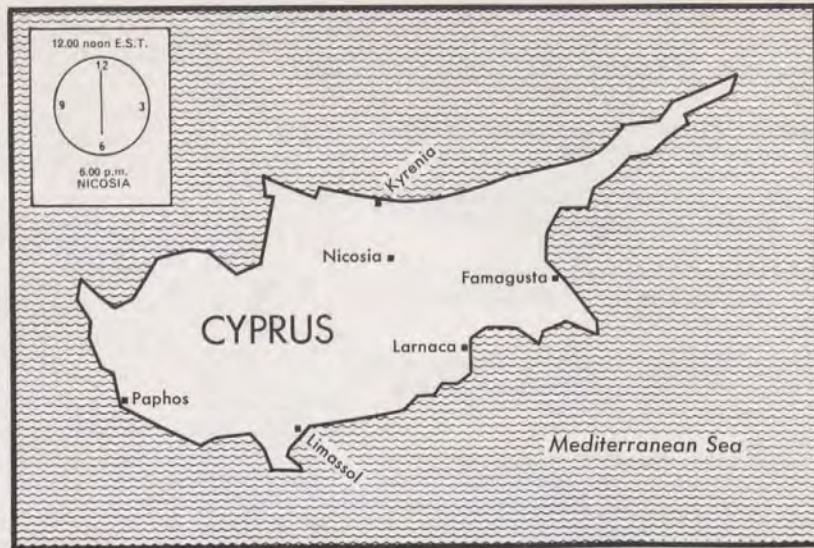 12.00 noon E.S.T.
12
9
3
6
6.00 p.m.
NICOSIA
Kyrenia
Nicosia
Famagusta
CYPRUS
Larnaca
Paphos
Limassol
Mediterranean Sea